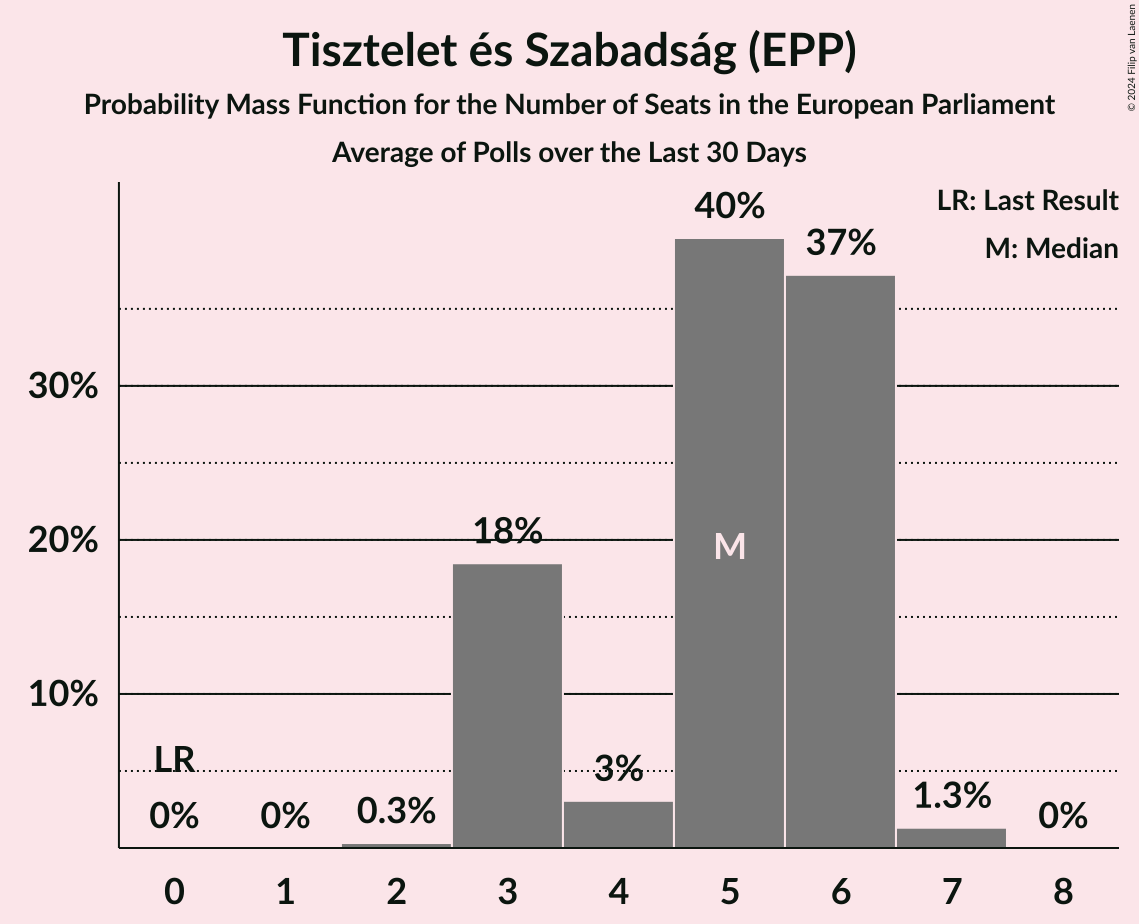 Tisztelet és Szabadság (EPP)
Probability Mass Function for the Number of Seats in the European Parliament
Average of Polls over the Last 30 Days
© 2024 Filip van Laenen
LR: Last Result
M: Median
40%
37%
30%
20%
18%
M
10%
LR
0%
0%
0.3%
3%
1.3%
0%
0 1 2 3 4 5 6 7 8